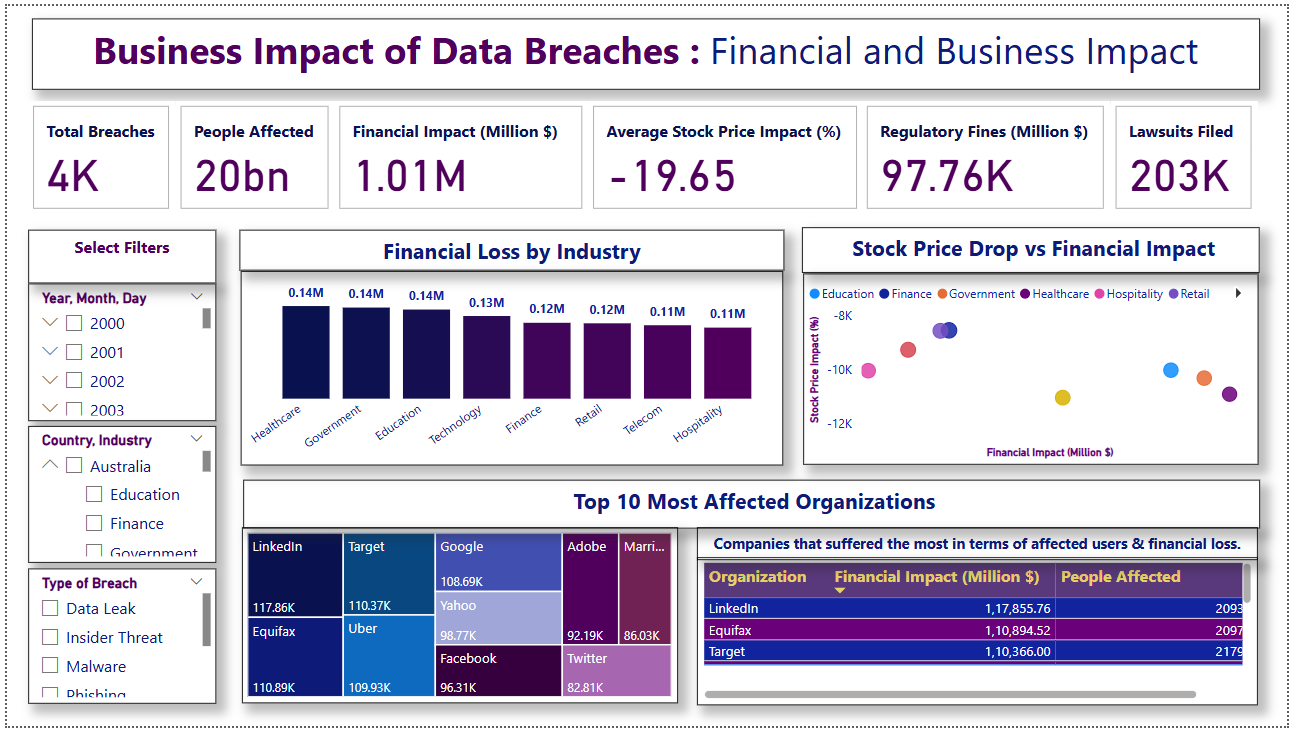 Business Impact of Data Breaches : Financial and Business Impact
Total Breaches
4K
People Affected
20bn
Financial Impact (Million $)
1.01M
Average Stock Price Impact (%)
-19.65
Regulatory Fines (Million $)
97.76K
Lawsuits Filed
203K
Select Filters
Year, Month, Day
2000
2001
2002
2003
Country, Industry
Australia
Education
Finance
Government
Type of Breach
Data Leak
Insider Threat
Malware
Phishing
Financial Loss by Industry
0.14M 0.14M 0.14M 0.13M 0.12M 0.12M 0.11M 0.11M
Healthcare Government Education Technology Finance Retail Telecom Hospitality
Stock Price Drop vs Financial Impact
Education Finance Government Healthcare Hospitality Retail
Stock Price Impact (%)
-8K
-10K
-12K
Financial Impact (Million $)
Top 10 Most Affected Organizations
LinkedIn
117.86K
Equifax
110.89K
Target
110.37K
Uber
109.93K
Google
108.69K
Yahoo
98.77K
Facebook
96.31K
Adobe
92.19K
Marri...
86.03K
Twitter
82.81K
Companies that suffered the most in terms of affected users & financial loss.
Organization Financial Impact (Million $) People Affected
LinkedIn 1,17,855.76 2093
Equifax 1,10,894.52 2097
Target 1,10,366.00 2179